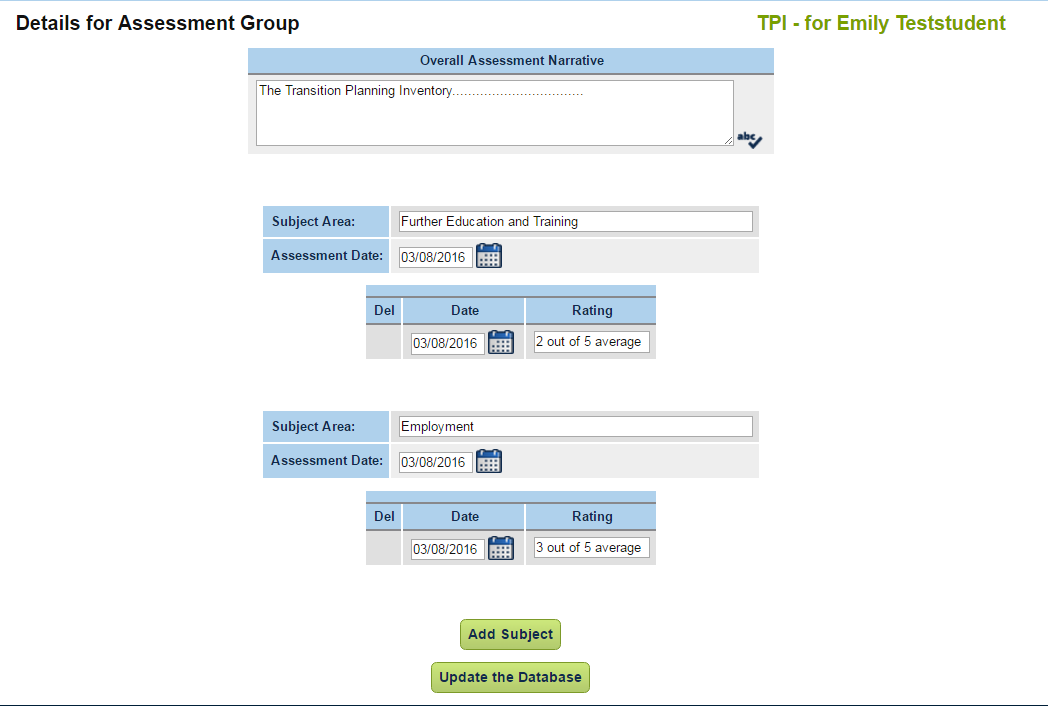 Details for Assessment Group
TPI - for Emily Teststudent
Overall Assessment Narrative
The Transition Planning Inventory.................................
abc
Subject Area: Further Education and Training
Assessment Date: 03/08/2016
Del Date Rating
03/08/2016 2 out of 5 average
Subject Area: Employment
Assessment Date: 03/08/2016
Del Date Rating
03/08/2016 3 out of 5 average
Add Subject
Update the Database